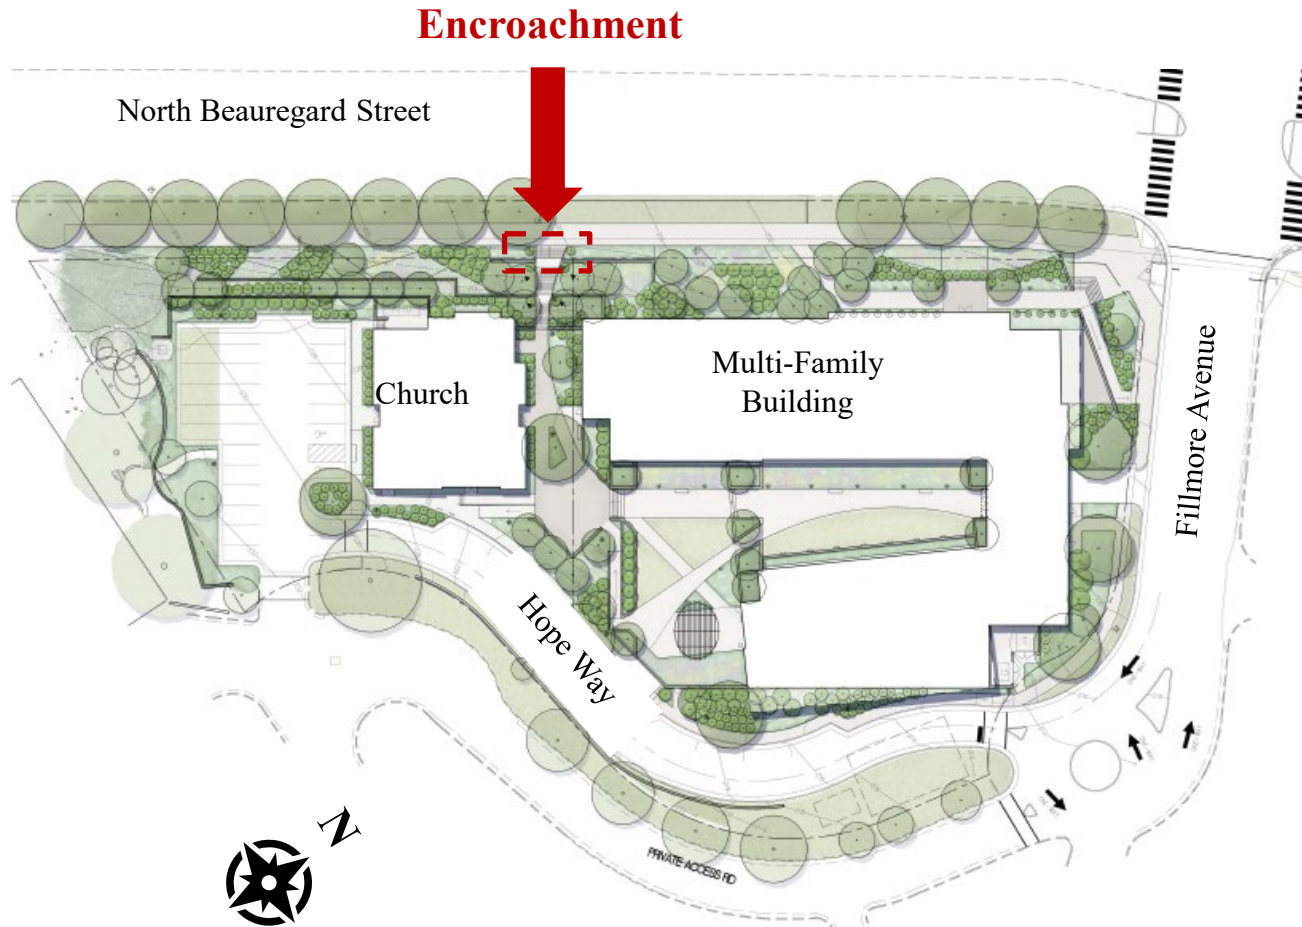 Encroachment
North Beauregard Street
Church
Multi-Family
Building
Fillmore Avenue
Hope Way
N
PRIVATE ACCESS RD